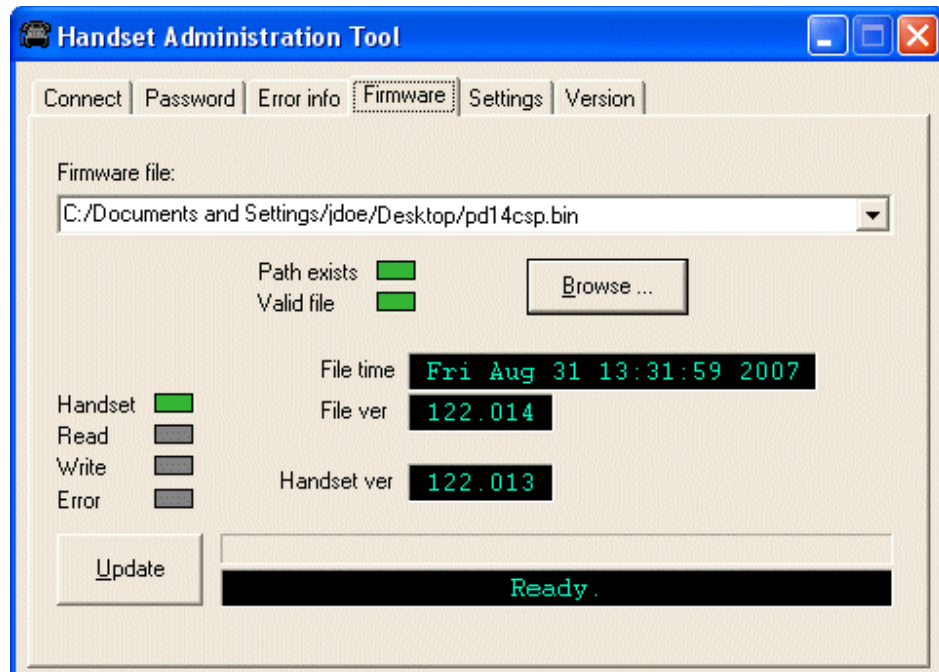 Handset Administration Tool
Connect Password Error info Firmware Settings Version
Firmware file:
C:/Documents and Settings/jdoe/Desktop/pd14csp.bin
Path exists
Valid file
Browse ...
File time Fri Aug 31 13:31:59 2007
File ver 122.014
Handset
Read
Write
Error
Handset ver 122.013
Update
Ready.